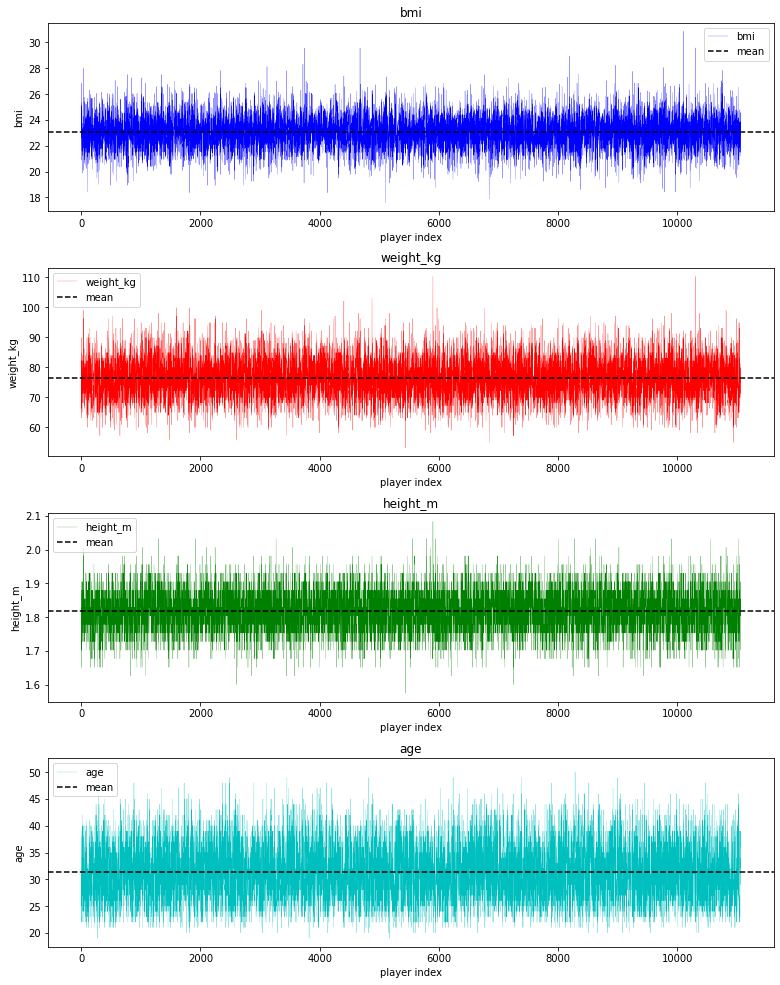 bmi
30
28
26
24
22
20
18
bmi
bmi
mean
0
2000
4000
6000
8000
10000
player index
weight_kg
110
100
90
80
70
60
weight_kg
weight_kg
mean
0
2000
4000
6000
8000
10000
player index
height_m
2.1
2.0
1.9
1.8
1.7
1.6
height_m
height_m
mean
0
2000
4000
6000
8000
10000
player index
age
50
45
40
35
30
25
20
age
age
mean
0
2000
4000
6000
8000
10000
player index